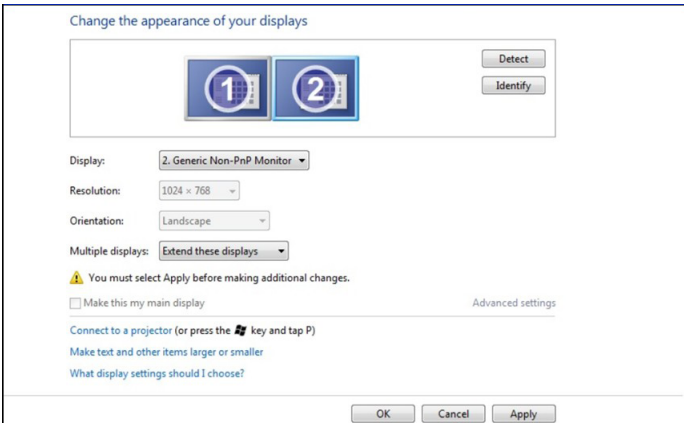 Change the appearance of your displays
1
2
Detect
Identify
Display:
2. Generic Non-PnP Monitor
Resolution:
1024 × 768
Orientation:
Landscape
Multiple displays:
Extend these displays
You must select Apply before making additional changes.
Make this my main display
Advanced settings
Connect to a projector (or press the key and tap P)
Make text and other items larger or smaller
What display settings should I choose?
OK
Cancel
Apply